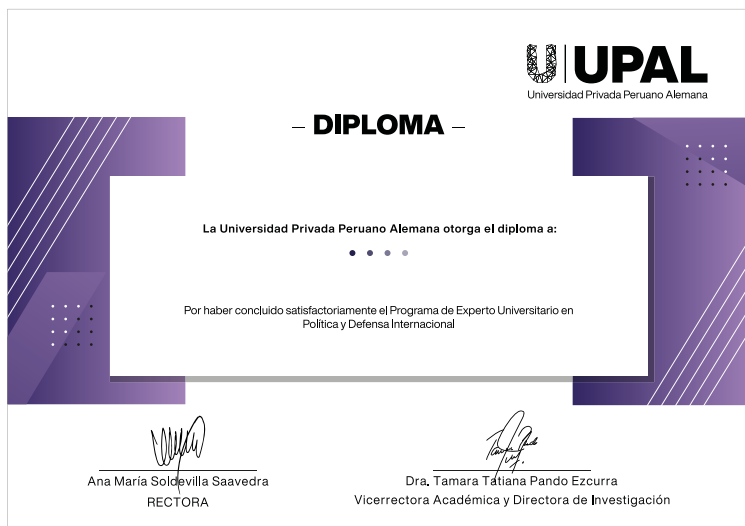 UPAL
Universidad Privada Peruano Alemana
– DIPLOMA –
La Universidad Privada Peruano Alemana otorga el diploma a:
Por haber concluido satisfactoriamente el Programa de Experto Universitario en
Política y Defensa Internacional
Ana María Soldevilla Saavedra
RECTORA
Dra. Tamara Tatiana Pando Ezcurra
Vicerrectora Académica y Directora de Investigación